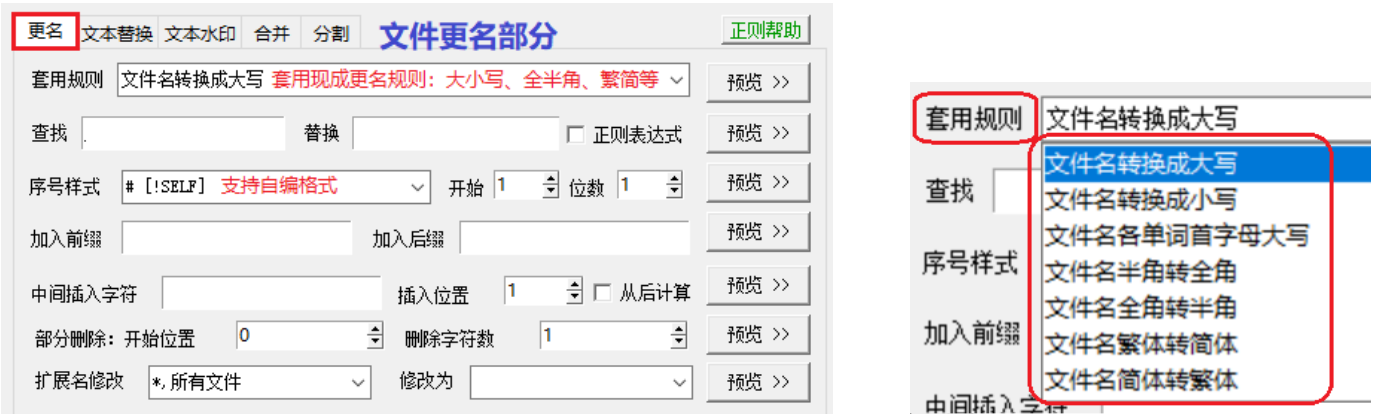 更名 文本替换 文本水印 合并 分割 文件更名部分 正则帮助
套用规则 文件名转换成大写 套用现成更名规则：大小写、全半角、繁简等 预览 >>
查找 . 替换 正则表达式 预览 >>
序号样式 # [!SELF] 支持自编格式 开始 1 位数 1 预览 >>
加入前缀 加入后缀 预览 >>
中间插入字符 插入位置 1 从后计算 预览 >>
部分删除：开始位置 0 删除字符数 1 预览 >>
扩展名修改 *,所有文件 修改为 预览 >>
套用规则 文件名转换成大写
文件名转换成大写
查找 文件名转换成小写
文件名各单词首字母大写
序号样式 文件名半角转全角
文件名全角转半角
加入前缀 文件名繁体转简体
文件名简体转繁体
中间插入字符